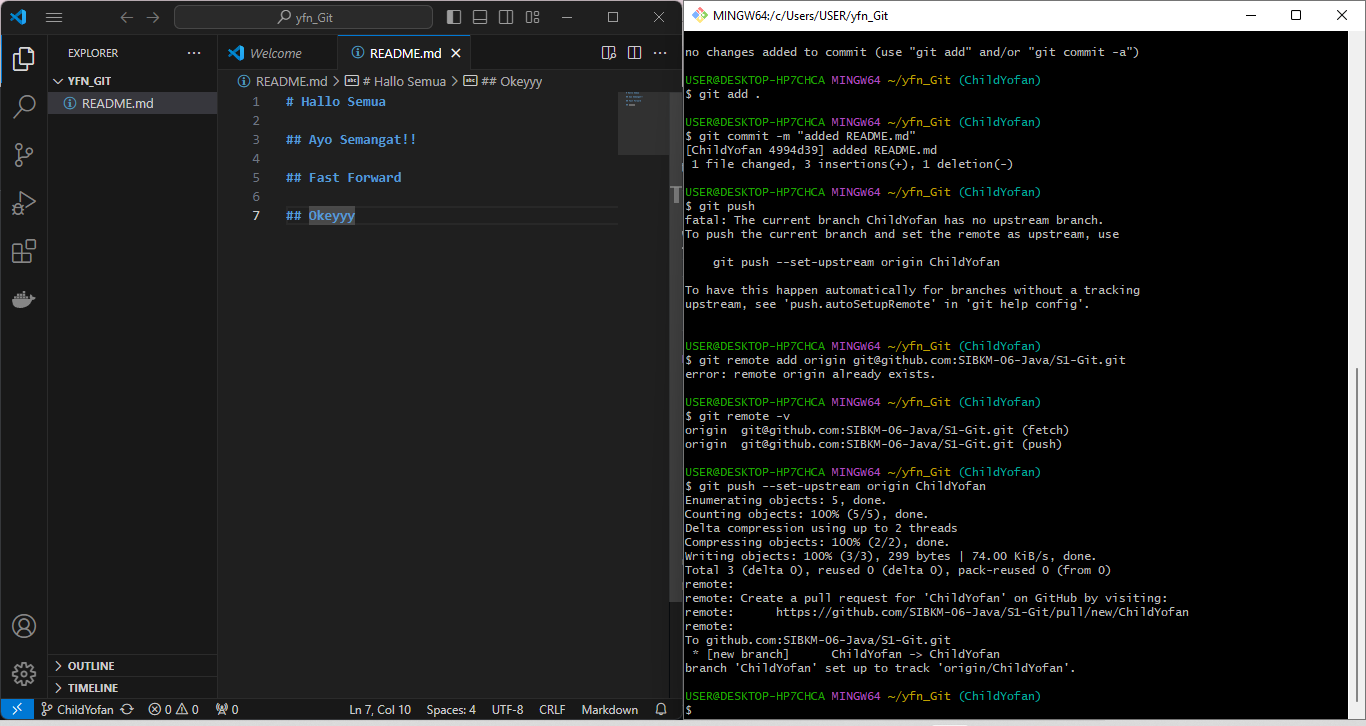 yfn_Git
EXPLORER
YFN_GIT
README.md
OUTLINE
TIMELINE
Welcome
README.md
README.md > # Hallo Semua > ## Okeyyy
1 # Hallo Semua
2
3 ## Ayo Semangat!!
4
5 ## Fast Forward
6
7 ## Okeyyy
ChildYofan 0 0 0 Ln 7, Col 10 Spaces: 4 UTF-8 CRLF Markdown
MINGW64:/c/Users/USER/yfn_Git
no changes added to commit (use "git add" and/or "git commit -a")
USER@DESKTOP-HP7CHCA MINGW64 ~/yfn_Git (ChildYofan)
$ git add .
USER@DESKTOP-HP7CHCA MINGW64 ~/yfn_Git (ChildYofan)
$ git commit -m "added README.md"
[ChildYofan 4994d39] added README.md
1 file changed, 3 insertions(+), 1 deletion(-)
USER@DESKTOP-HP7CHCA MINGW64 ~/yfn_Git (ChildYofan)
$ git push
fatal: The current branch ChildYofan has no upstream branch.
To push the current branch and set the remote as upstream, use
git push --set-upstream origin ChildYofan
To have this happen automatically for branches without a tracking
upstream, see 'push.autoSetupRemote' in 'git help config'.
USER@DESKTOP-HP7CHCA MINGW64 ~/yfn_Git (ChildYofan)
$ git remote add origin git@github.com:SIBKM-06-Java/S1-Git.git
error: remote origin already exists.
USER@DESKTOP-HP7CHCA MINGW64 ~/yfn_Git (ChildYofan)
$ git remote -v
origin  git@github.com:SIBKM-06-Java/S1-Git.git (fetch)
origin  git@github.com:SIBKM-06-Java/S1-Git.git (push)
USER@DESKTOP-HP7CHCA MINGW64 ~/yfn_Git (ChildYofan)
$ git push --set-upstream origin ChildYofan
Enumerating objects: 5, done.
Counting objects: 100% (5/5), done.
Delta compression using up to 2 threads
Compressing objects: 100% (2/2), done.
Writing objects: 100% (3/3), 299 bytes | 74.00 KiB/s, done.
Total 3 (delta 0), reused 0 (delta 0), pack-reused 0 (from 0)
remote:
remote: Create a pull request for 'ChildYofan' on GitHub by visiting:
remote:      https://github.com/SIBKM-06-Java/S1-Git/pull/new/ChildYofan
remote:
To github.com:SIBKM-06-Java/S1-Git.git
* [new branch]      ChildYofan -> ChildYofan
branch 'ChildYofan' set up to track 'origin/ChildYofan'.
USER@DESKTOP-HP7CHCA MINGW64 ~/yfn_Git (ChildYofan)
$